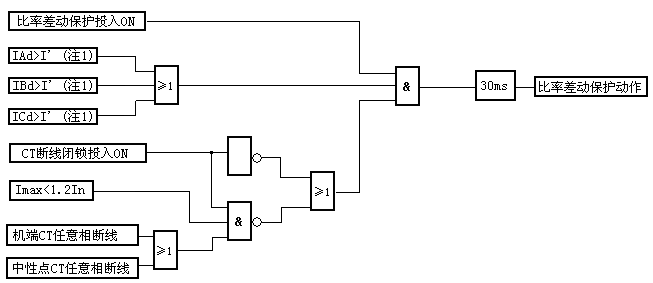 比率差动保护投入ON
IAd>I' (注1)
IBd>I' (注1)
ICd>I' (注1)
≥1
&
30ms
比率差动保护动作
CT断线闭锁投入ON
Imax<1.2In
&
≥1
机端CT任意相断线
中性点CT任意相断线
≥1